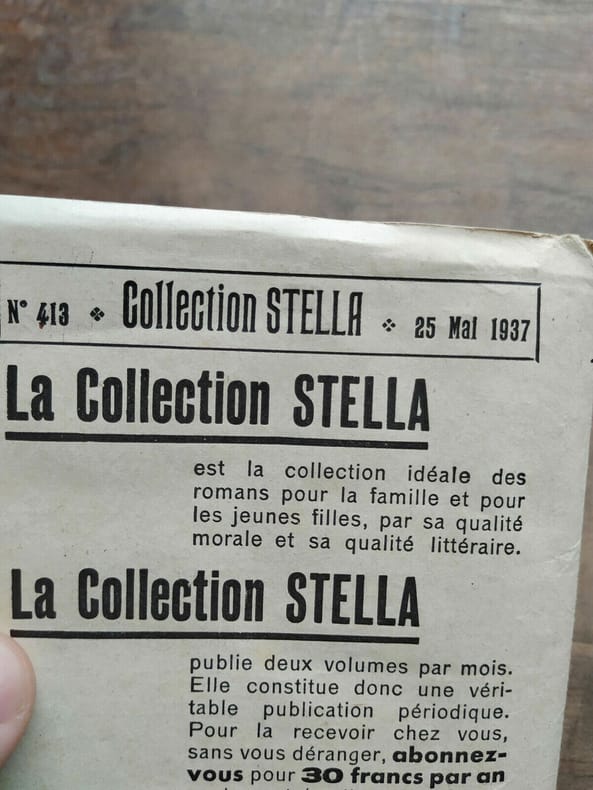 N° 413 ❖ Collection STELLA ❖ 25 Mai 1937
La Collection STELLA
est la collection idéale des
romans pour la famille et pour
les jeunes filles, par sa qualité
morale et sa qualité littéraire.
La Collection STELLA
publie deux volumes par mois.
Elle constitue donc une véri-
table publication périodique.
Pour la recevoir chez vous,
sans vous déranger, abonnez-
vous pour 30 francs par an